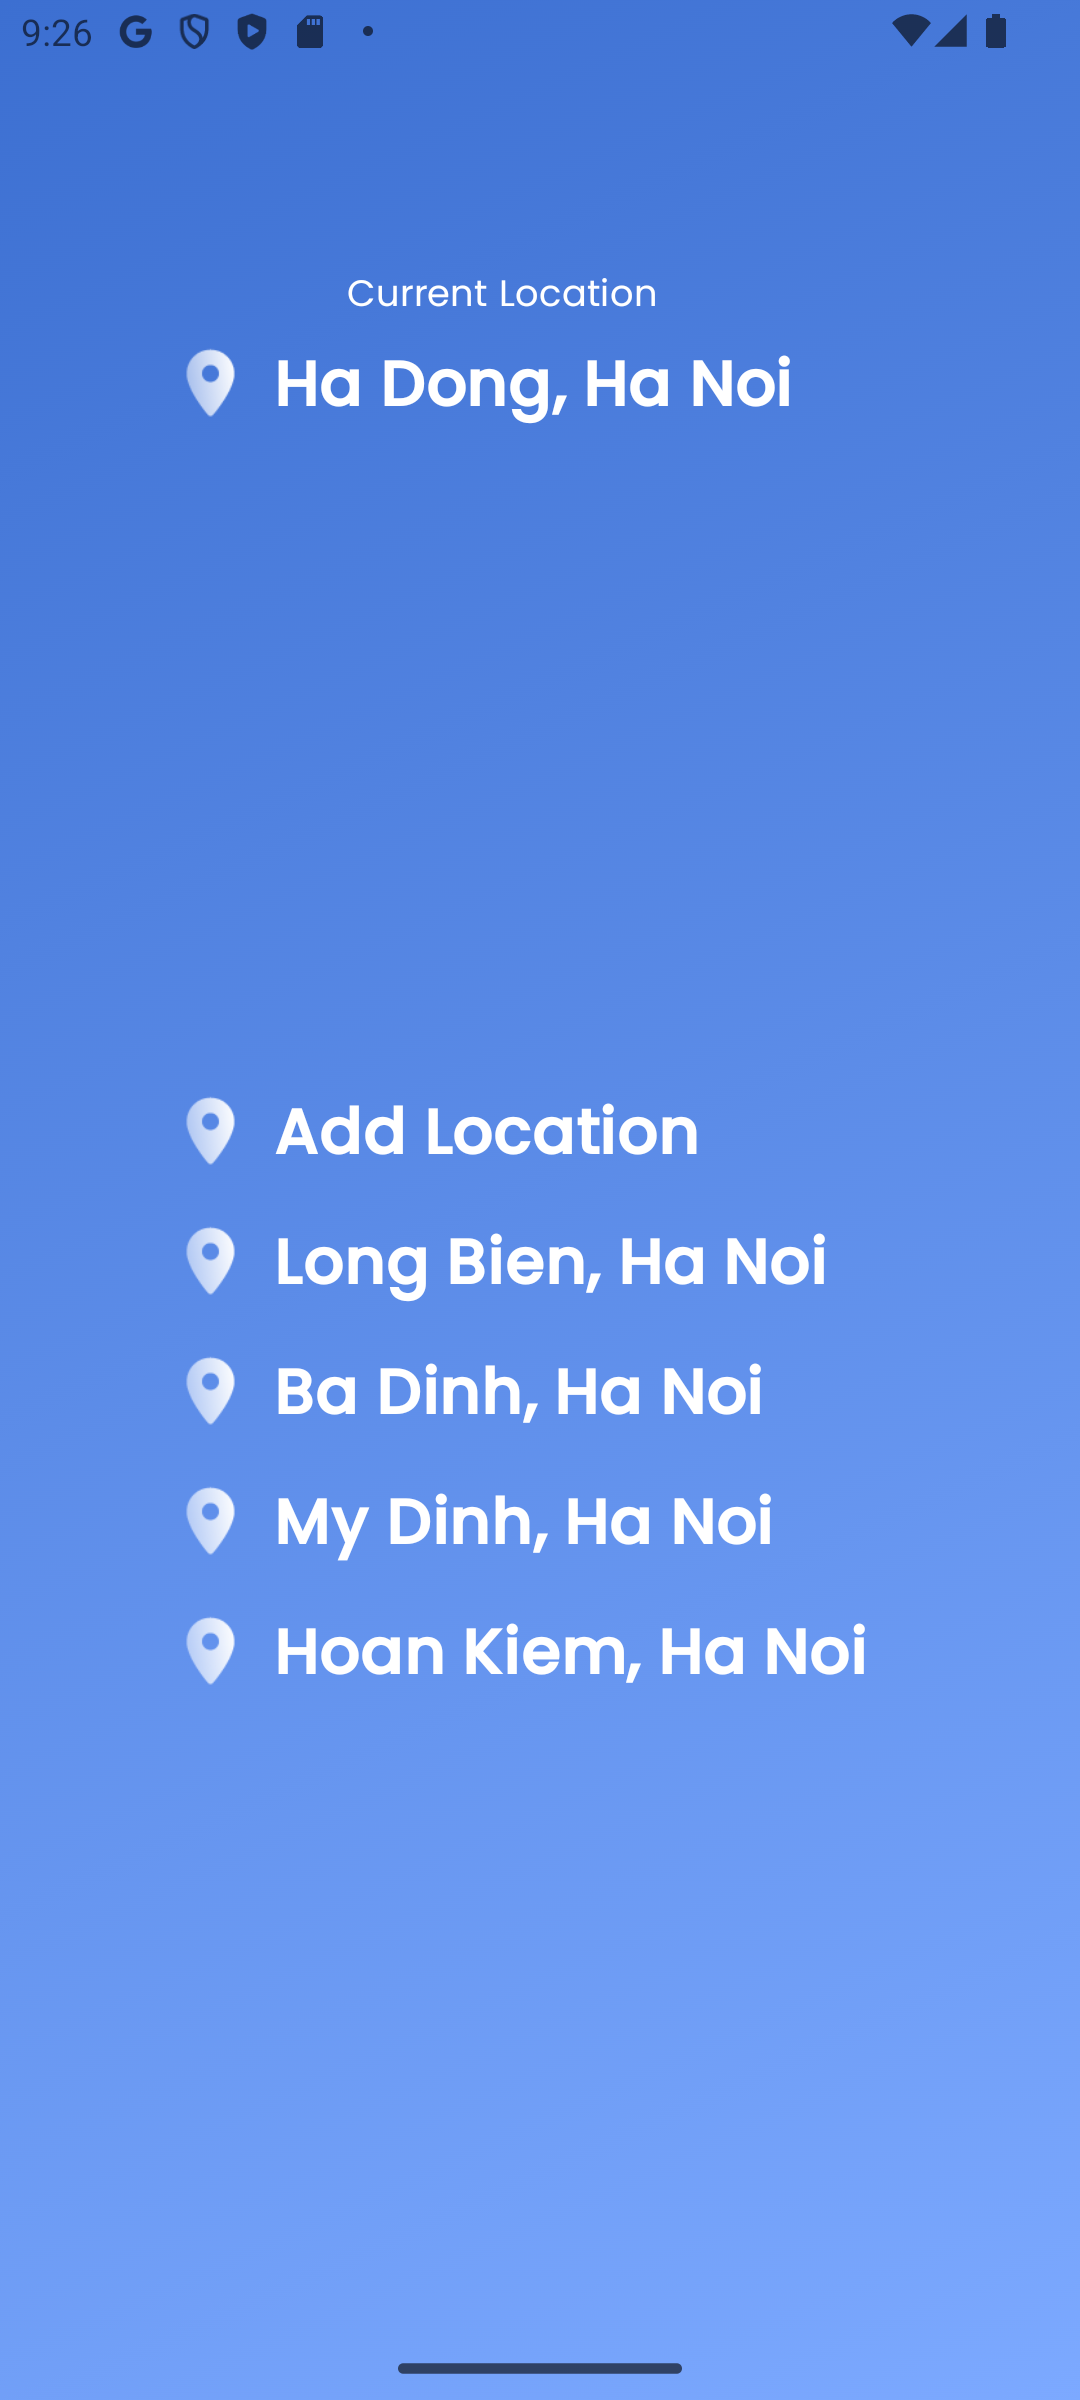 9:26
Current Location
Ha Dong, Ha Noi
Add Location
Long Bien, Ha Noi
Ba Dinh, Ha Noi
My Dinh, Ha Noi
Hoan Kiem, Ha Noi